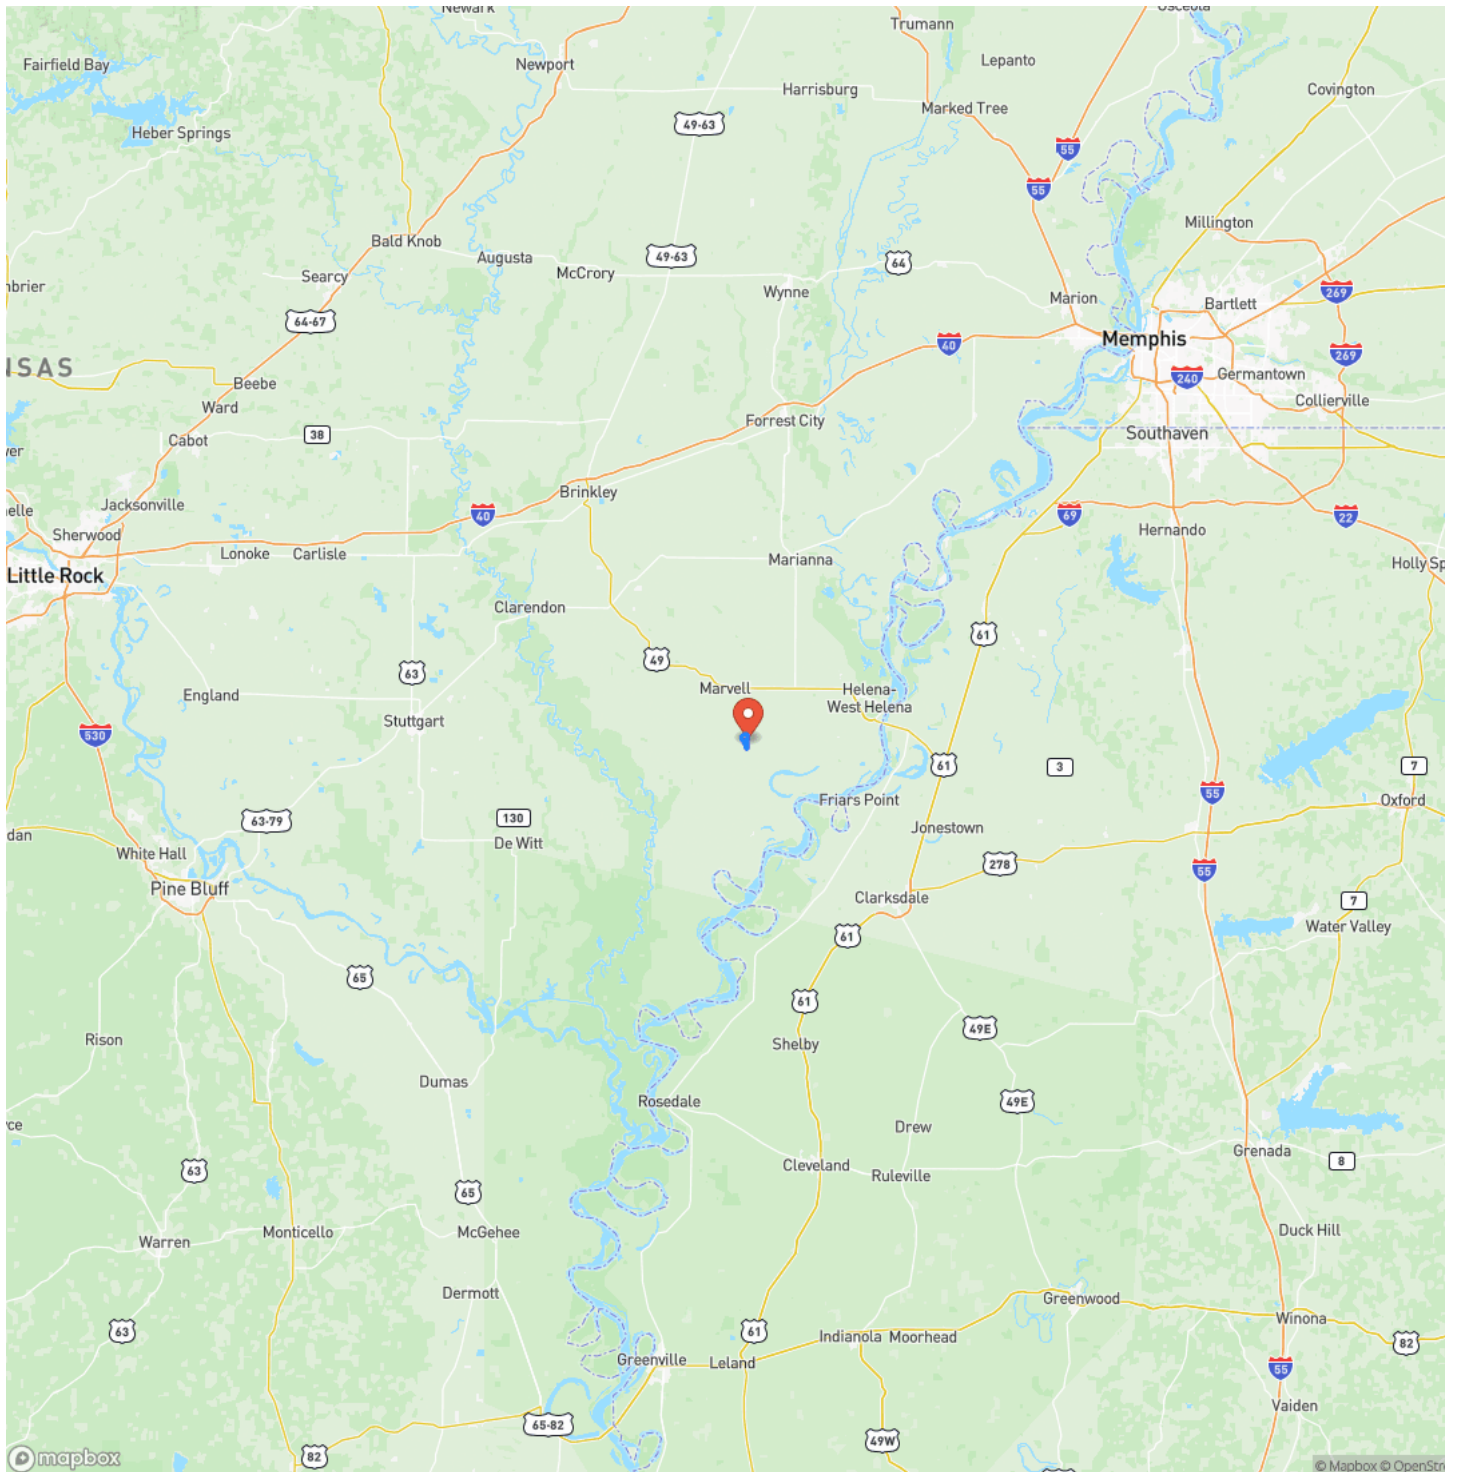 Newark
Osceola
Trumann
Fairfield Bay
Newport
Lepanto
Harrisburg
Covington
Marked Tree
49-63
Heber Springs
55
55
Millington
Bald Knob
Augusta
49-63
64
McCrory
Searcy
nbrier
Wynne
269
Marion
Bartlett
64-67
Memphis
40
269
NSAS
Beebe
240
Germantown
Ward
Collierville
Forrest City
38
Cabot
Southaven
ver
Brinkley
Jacksonville
elle
40
69
22
Sherwood
Hernando
Lonoke
Carlisle
Marianna
Holly Sp
Little Rock
Clarendon
61
49
63
Marvell
Helena-
West Helena
England
Stuttgart
530
61
3
7
55
Friars Point
Oxford
63-79
130
Jonestown
dan
De Witt
White Hall
278
55
Pine Bluff
Clarksdale
7
Water Valley
61
65
61
49E
Rison
Shelby
Dumas
Rosedale
49E
ce
Drew
Grenada
Cleveland
8
63
Ruleville
65
Monticello
McGehee
Duck Hill
Warren
Dermott
Greenwood
Winona
63
61
Indianola
Moorhead
82
Greenville
Leland
55
Vaiden
65-82
49W
82
mapbox
© Mapbox © OpenStr